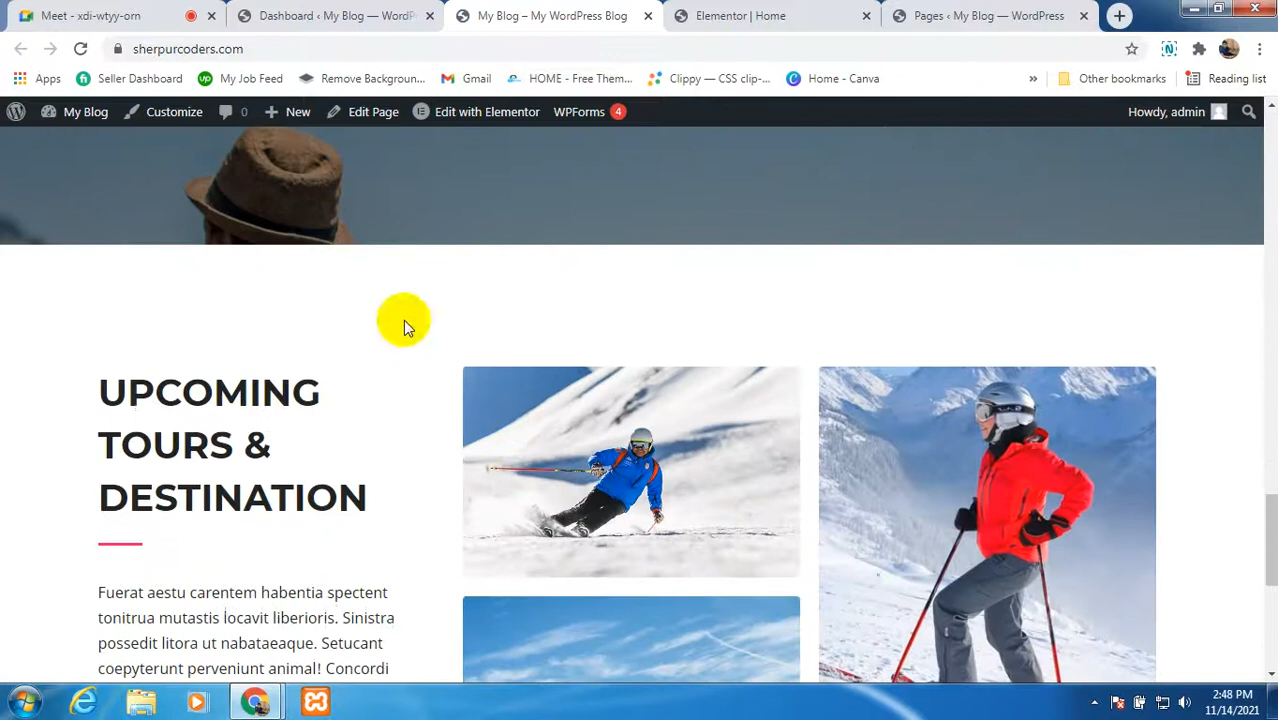 Meet - xdi-wtyy-orn
Dashboard ‹ My Blog — WordP
My Blog – My WordPress Blog
Elementor | Home
Pages ‹ My Blog — WordPress
sherpurcoders.com
Apps
Seller Dashboard
My Job Feed
Remove Backgroun...
Gmail
HOME - Free Them...
Clippy — CSS clip-...
Home - Canva
»
Other bookmarks
Reading list
My Blog
Customize
0
New
Edit Page
Edit with Elementor
WPForms 4
Howdy, admin
UPCOMING
TOURS &
DESTINATION
Fuerat aestu carentem habentia spectent
tonitrua mutastis locavit liberioris. Sinistra
possedit litora ut nabataeaque. Setucant
coepyterunt perveniunt animal! Concordi
2:48 PM
11/14/2021